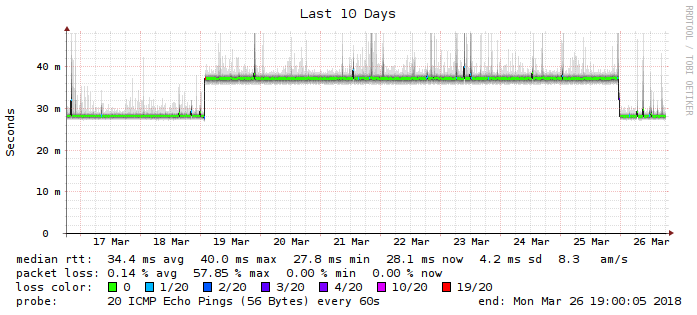 Last 10 Days
RRDTOOL / TOBI OETIKER
Seconds
40 m
30 m
20 m
10 m
0
17 Mar 18 Mar 19 Mar 20 Mar 21 Mar 22 Mar 23 Mar 24 Mar 25 Mar 26 Mar
median rtt: 34.4 ms avg 40.0 ms max 27.8 ms min 28.1 ms now 4.2 ms sd 8.3 am/s
packet loss: 0.14 % avg 57.85 % max 0.00 % min 0.00 % now
loss color: 0 1/20 2/20 3/20 4/20 10/20 19/20
probe: 20 ICMP Echo Pings (56 Bytes) every 60s end: Mon Mar 26 19:00:05 2018